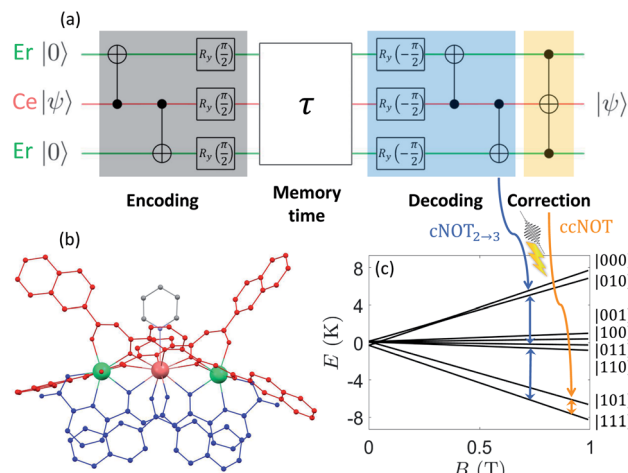 (a)
Er |0⟩
R_y(π/2)
R_y(-π/2)
Ce |ψ⟩
R_y(π/2)
τ
R_y(-π/2)
|ψ⟩
Er |0⟩
R_y(π/2)
R_y(-π/2)
Encoding
Memory time
Decoding
Correction
cNOT2→3
ccNOT
(b)
(c)
8
4
0
-4
-8
E (K)
|000
|010
|001
|100
|011
|110
|101
|111
0
0.5
1
B (T)